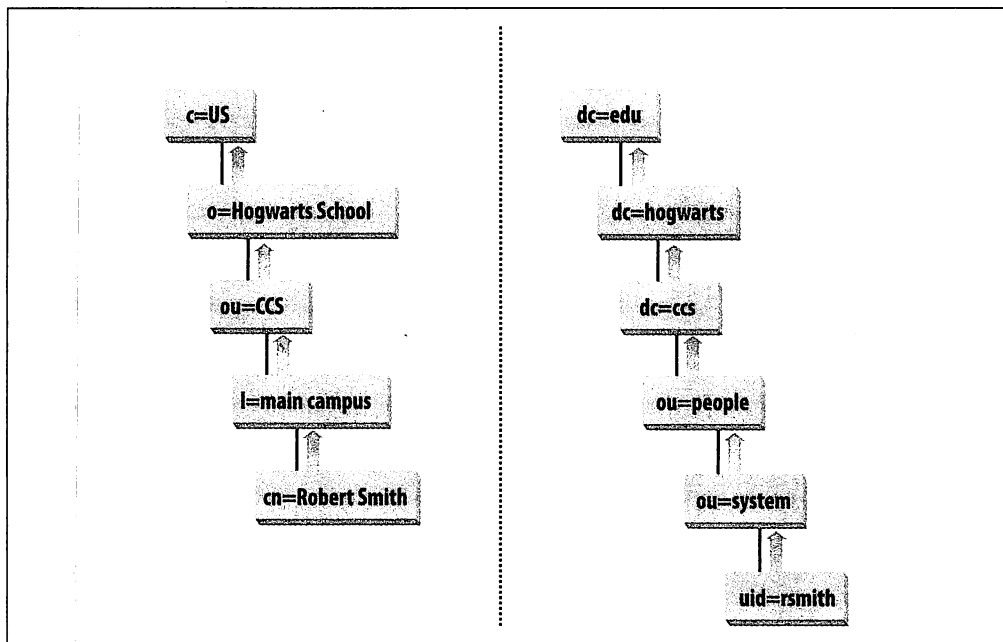 c=US
o=Hogwarts School
ou=CCS
l=main campus
cn=Robert Smith
dc=edu
dc=hogwarts
dc=ccs
ou=people
ou=system
uid=rsmith